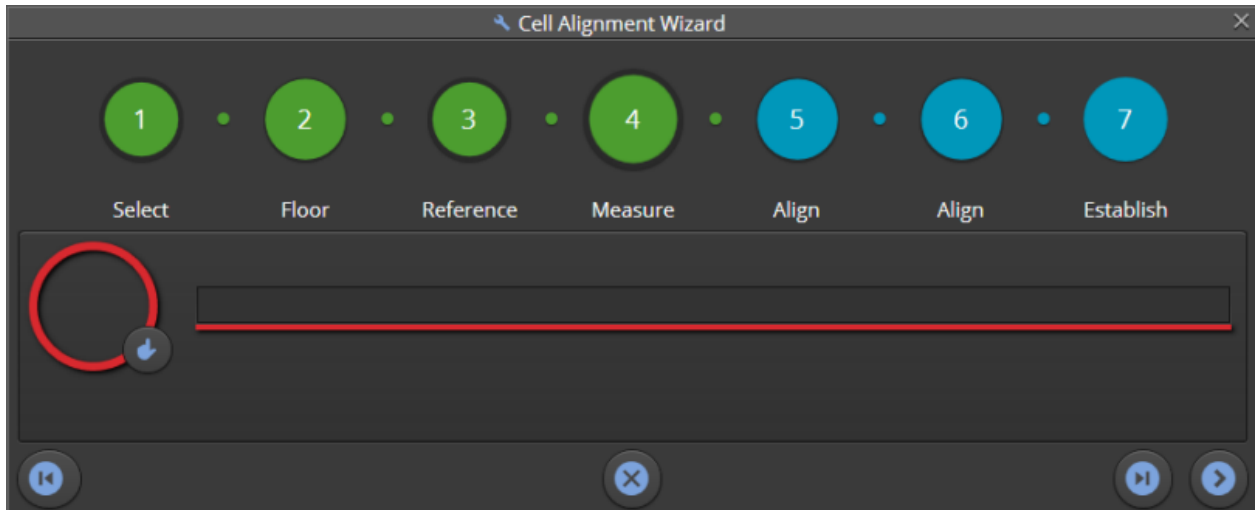 Cell Alignment Wizard
1 2 3 4 5 6 7
Select Floor Reference Measure Align Align Establish